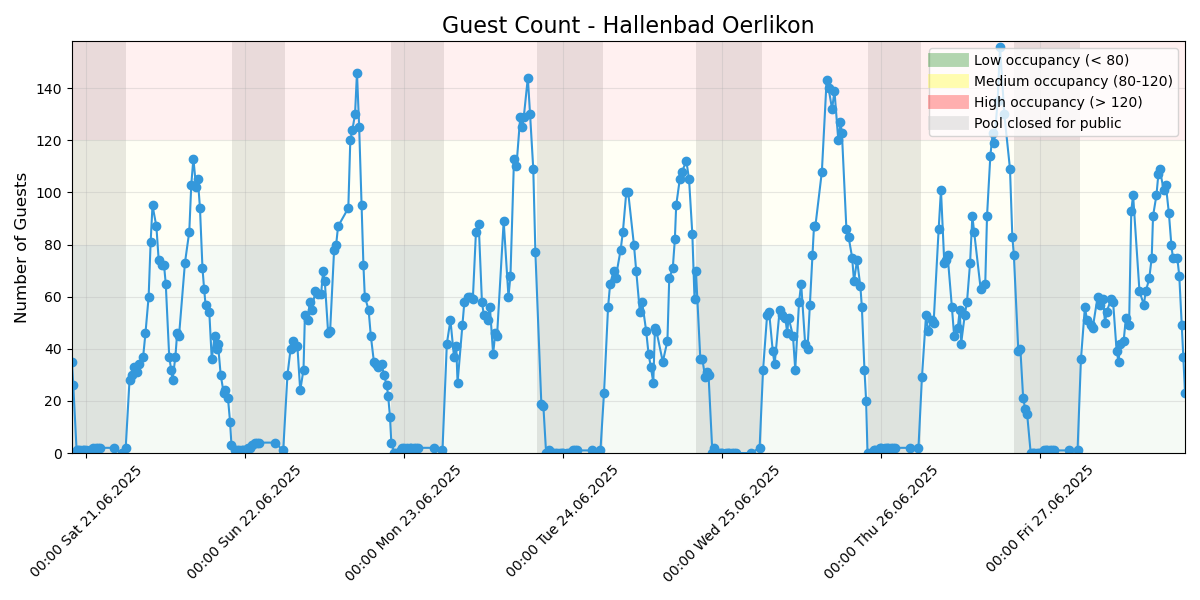 Guest Count - Hallenbad Oerlikon
Number of Guests
140
120
100
80
60
40
20
0
Low occupancy (< 80)
Medium occupancy (80-120)
High occupancy (> 120)
Pool closed for public
00:00 Sat 21.06.2025
00:00 Sun 22.06.2025
00:00 Mon 23.06.2025
00:00 Tue 24.06.2025
00:00 Wed 25.06.2025
00:00 Thu 26.06.2025
00:00 Fri 27.06.2025